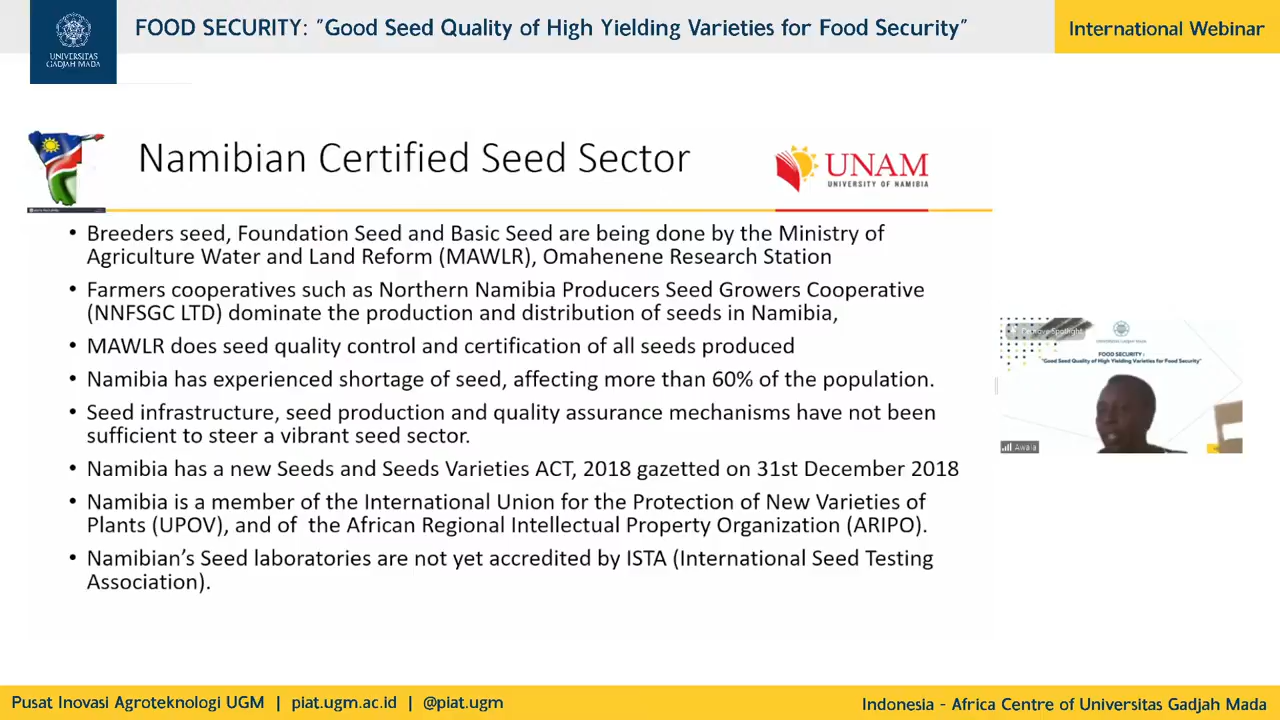 FOOD SECURITY: "Good Seed Quality of High Yielding Varieties for Food Security"
International Webinar
UNIVERSITAS
GADJAH MADA
Namibian Certified Seed Sector
UNAM
UNIVERSITY OF NAMIBIA
• Breeders seed, Foundation Seed and Basic Seed are being done by the Ministry of
Agriculture Water and Land Reform (MAWLR), Omahenene Research Station
• Farmers cooperatives such as Northern Namibia Producers Seed Growers Cooperative
(NNFSGC LTD) dominate the production and distribution of seeds in Namibia,
• MAWLR does seed quality control and certification of all seeds produced
• Namibia has experienced shortage of seed, affecting more than 60% of the population.
• Seed infrastructure, seed production and quality assurance mechanisms have not been
sufficient to steer a vibrant seed sector.
• Namibia has a new Seeds and Seeds Varieties ACT, 2018 gazetted on 31st December 2018
• Namibia is a member of the International Union for the Protection of New Varieties of
Plants (UPOV), and of  the African Regional Intellectual Property Organization (ARIPO).
• Namibian’s Seed laboratories are not yet accredited by ISTA (International Seed Testing
Association).
Spotlight
UNIVERSITAS GADJAH MADA
FOOD SECURITY :
"Good Seed Quality of High Yielding Varieties for Food Security"
Awala
Pusat Inovasi Agroteknologi UGM | piat.ugm.ac.id | @piat.ugm
Indonesia - Africa Centre of Universitas Gadjah Mada